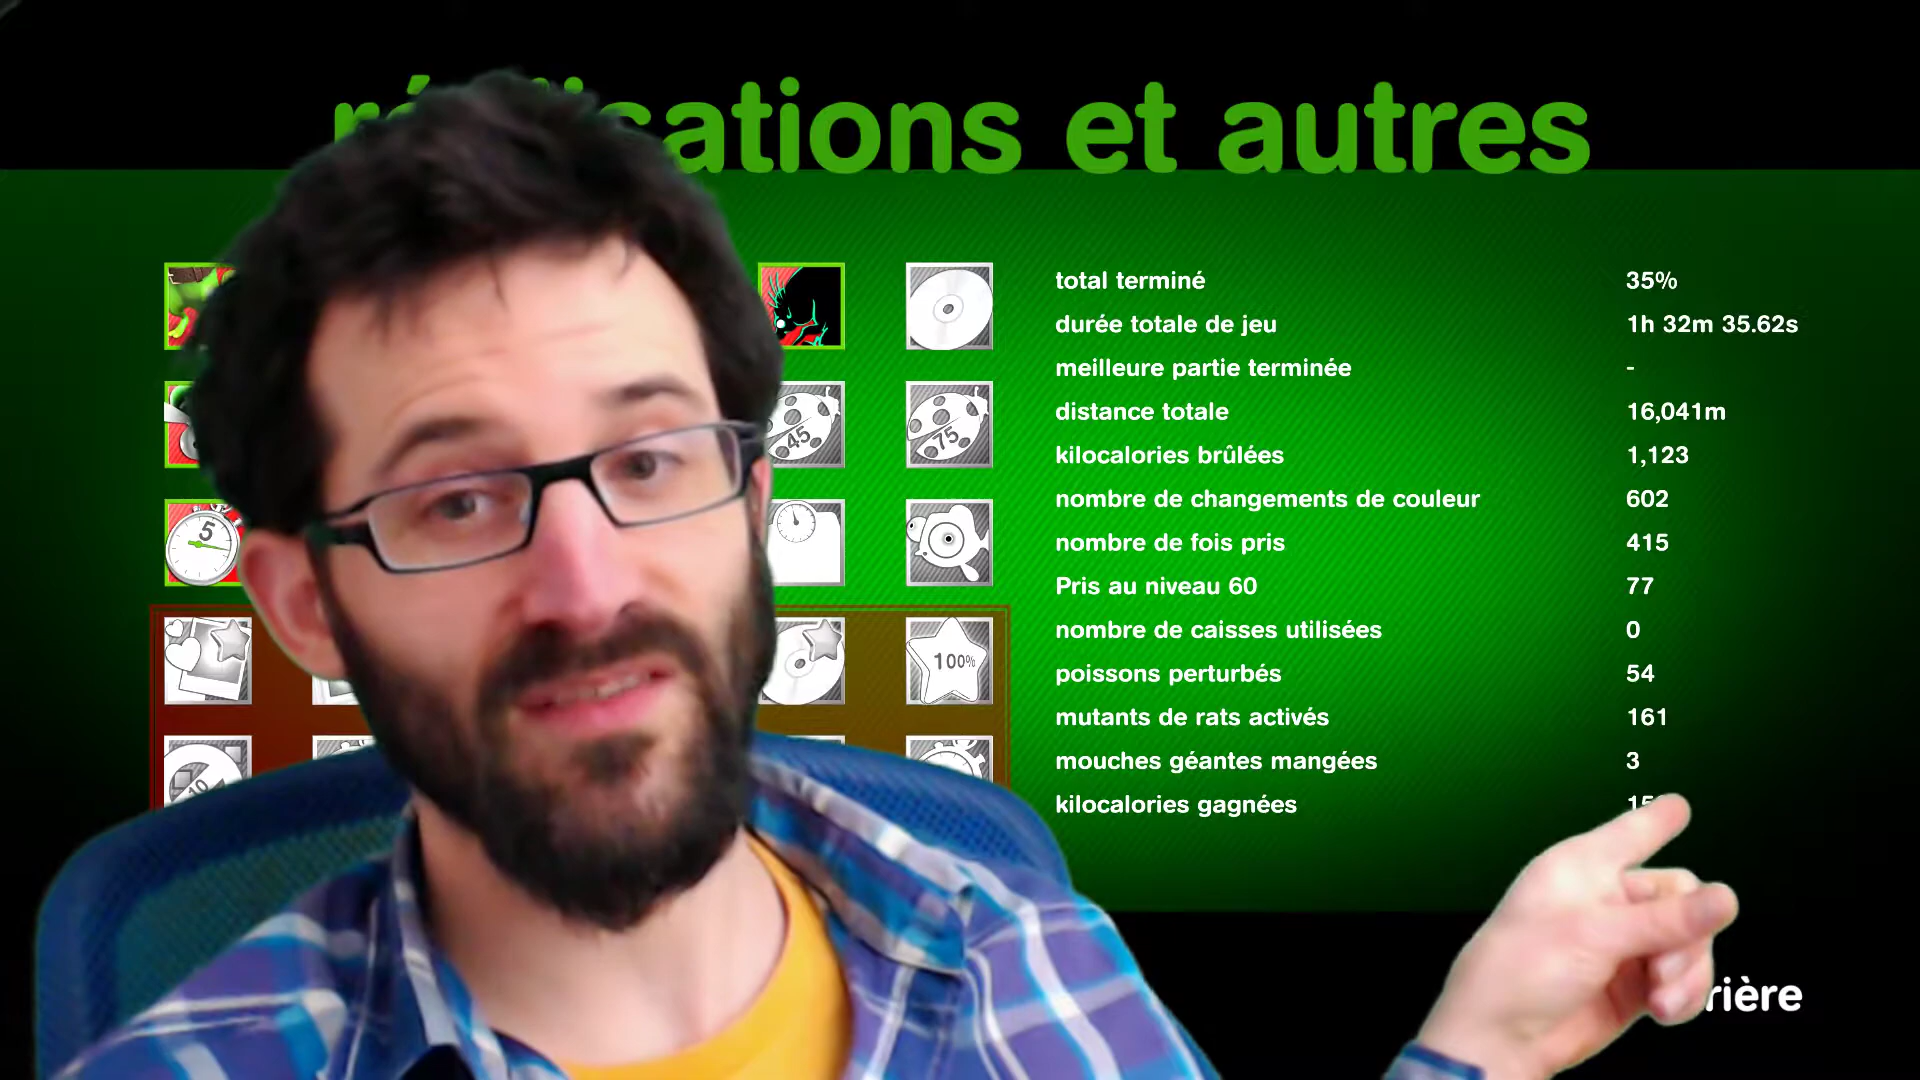 et autres
total terminé 35%
durée totale de jeu 1h 32m 35.62s
meilleure partie terminée -
distance totale 16,041m
kilocalories brûlées 1,123
nombre de changements de couleur 602
nombre de fois pris 415
Pris au niveau 60 77
nombre de caisses utilisées 0
poissons perturbés 54
mutants de rats activés 161
mouches géantes mangées 3
kilocalories gagnées
45
75
5
100%
10